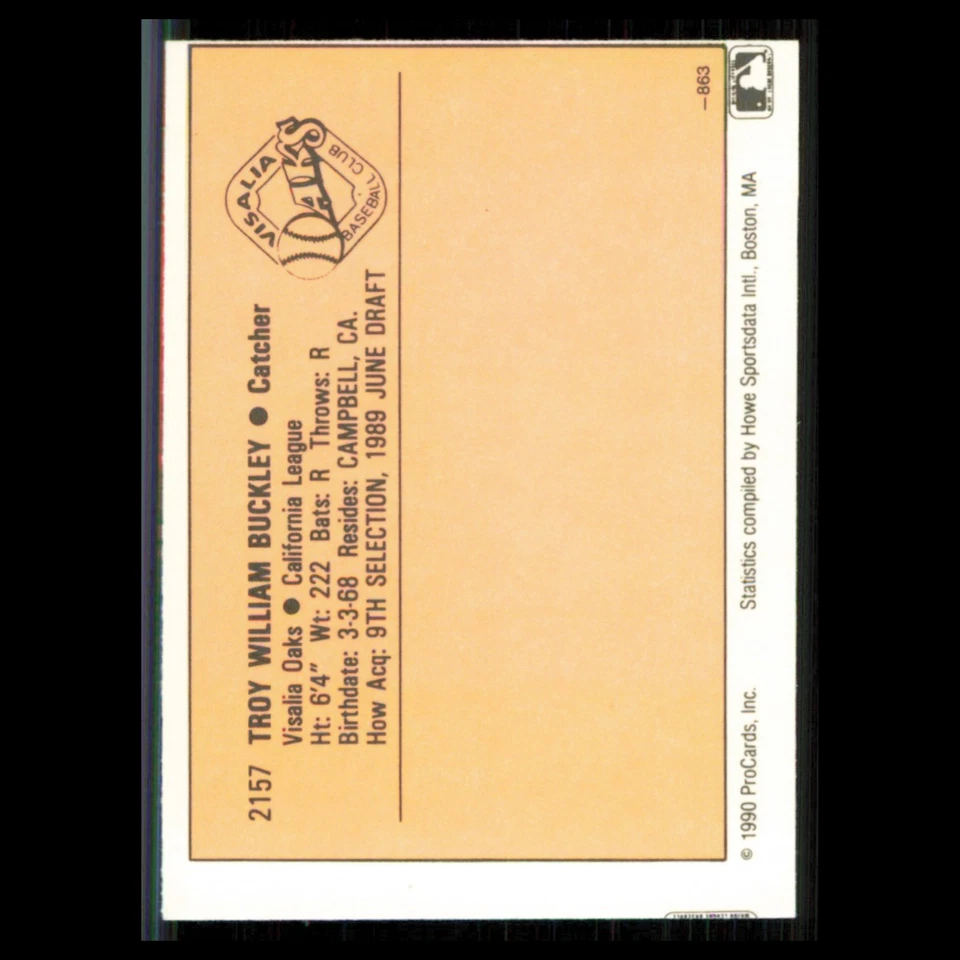 2157 TROY WILLIAM BUCKLEY ● Catcher
Visalia Oaks ● California League
Ht: 6'4" Wt: 222 Bats: R Throws: R
Birthdate: 3-3-68 Resides: CAMPBELL, CA.
How Acq: 9TH SELECTION, 1989 JUNE DRAFT
VISALIA
Oaks
BASEBALL CLUB
—863
© 1990 ProCards, Inc. Statistics compiled by Howe Sportsdata Intl., Boston, MA